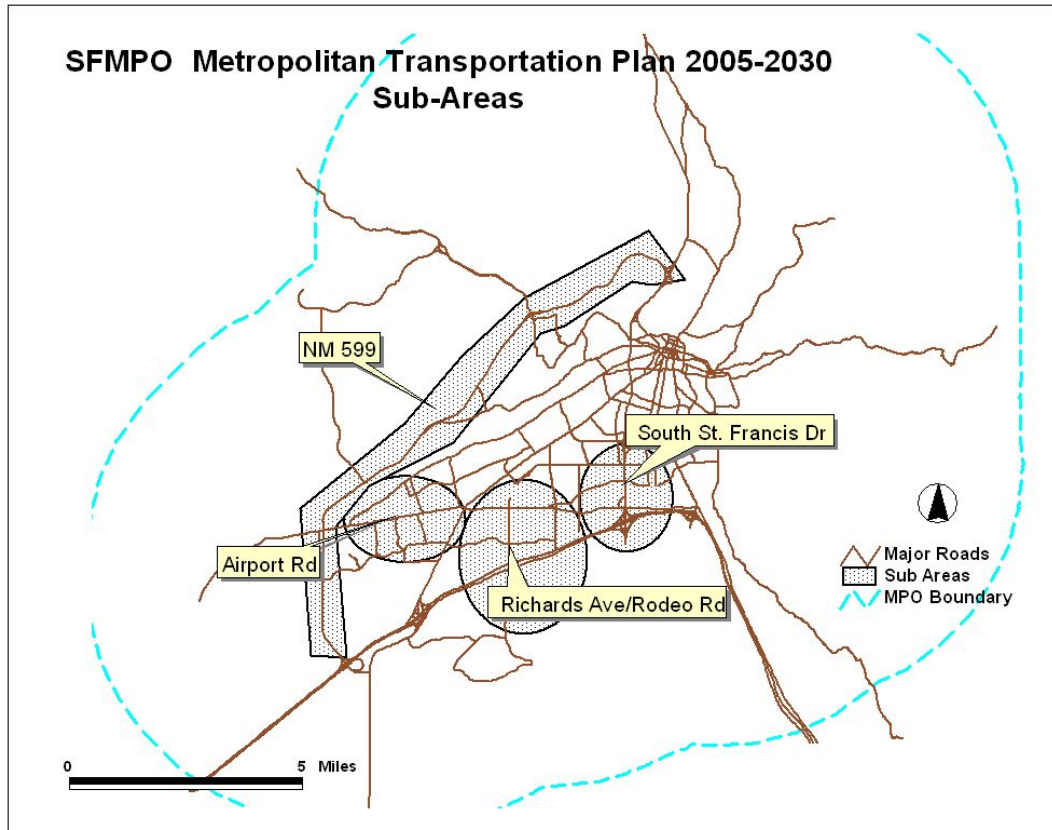 SFMPO Metropolitan Transportation Plan 2005-2030
Sub-Areas
NM 599
South St. Francis Dr
Airport Rd
Richards Ave/Rodeo Rd
Major Roads
Sub Areas
MPO Boundary
0 5 Miles